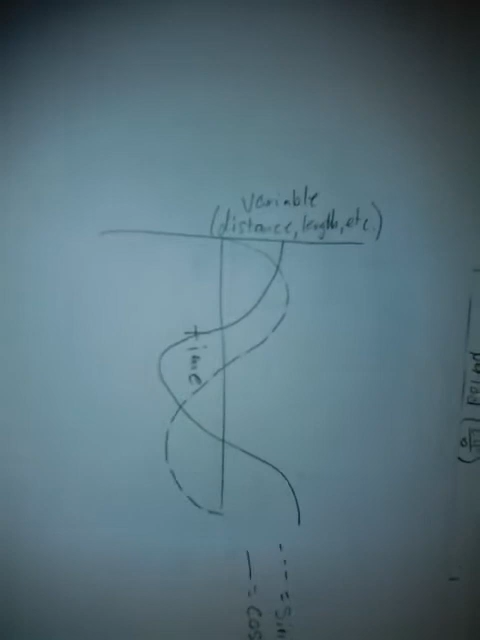 variable
(distance, length, etc.)
time
---- = Sin
— = cos